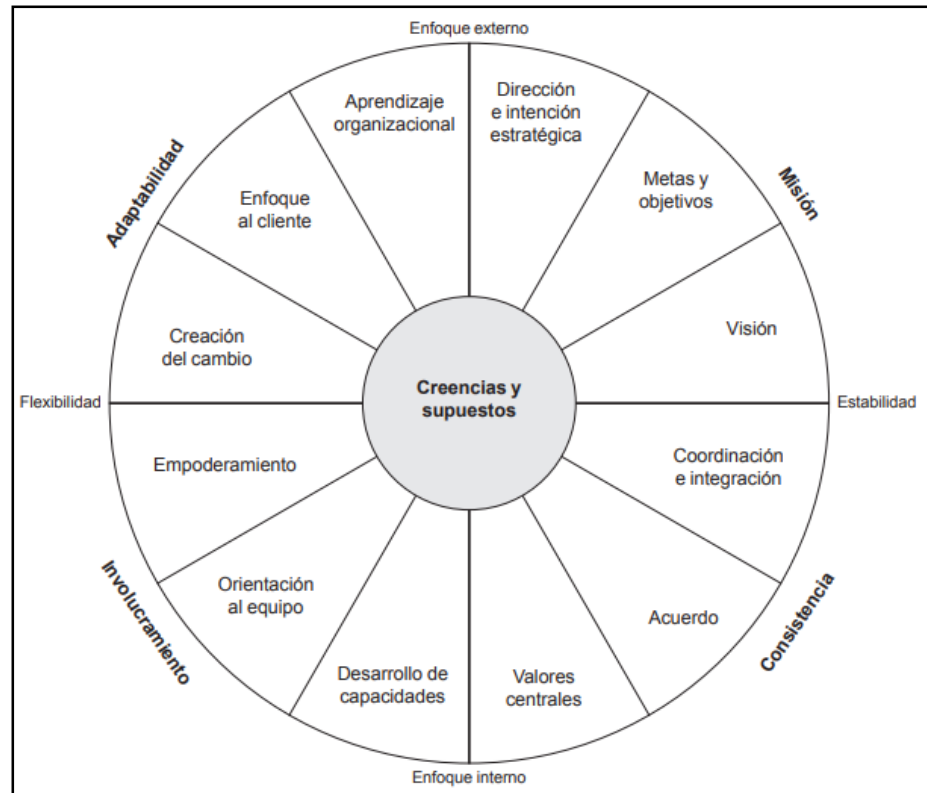 Enfoque externo
Aprendizaje
organizacional
Dirección
e intención
estratégica
Adaptabilidad
Enfoque
al cliente
Metas y
objetivos
Misión
Creación
del cambio
Visión
Creencias y
supuestos
Flexibilidad
Estabilidad
Empoderamiento
Coordinación
e integración
Involucramiento
Orientación
al equipo
Acuerdo
Consistencia
Desarrollo de
capacidades
Valores
centrales
Enfoque interno